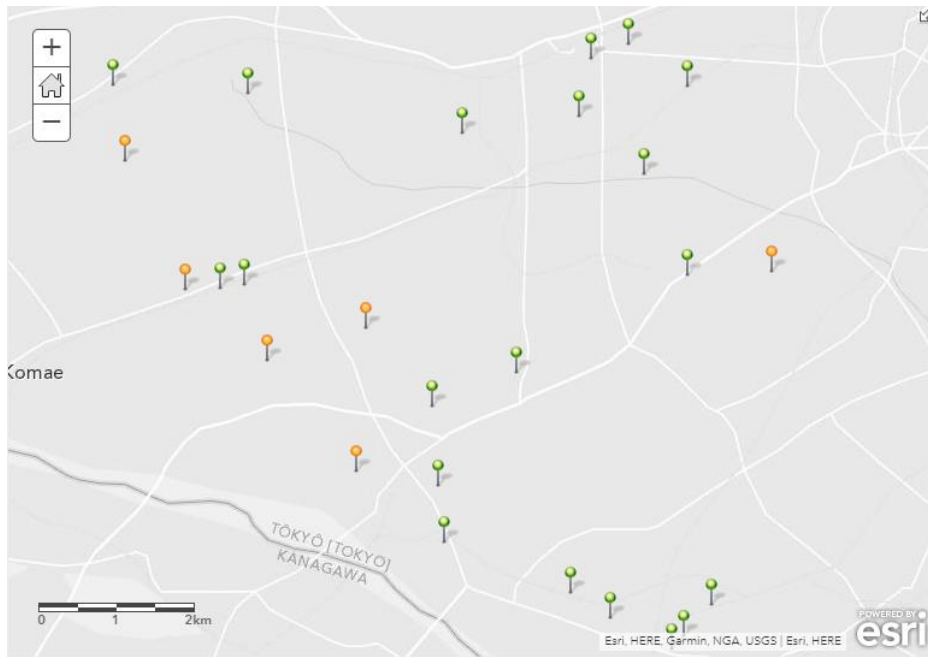 +
−
Komae
TŌKYŌ [TOKYO]
KANAGAWA
0 1 2km
Esri, HERE, Garmin, NGA, USGS | Esri, HERE
POWERED BY
esri